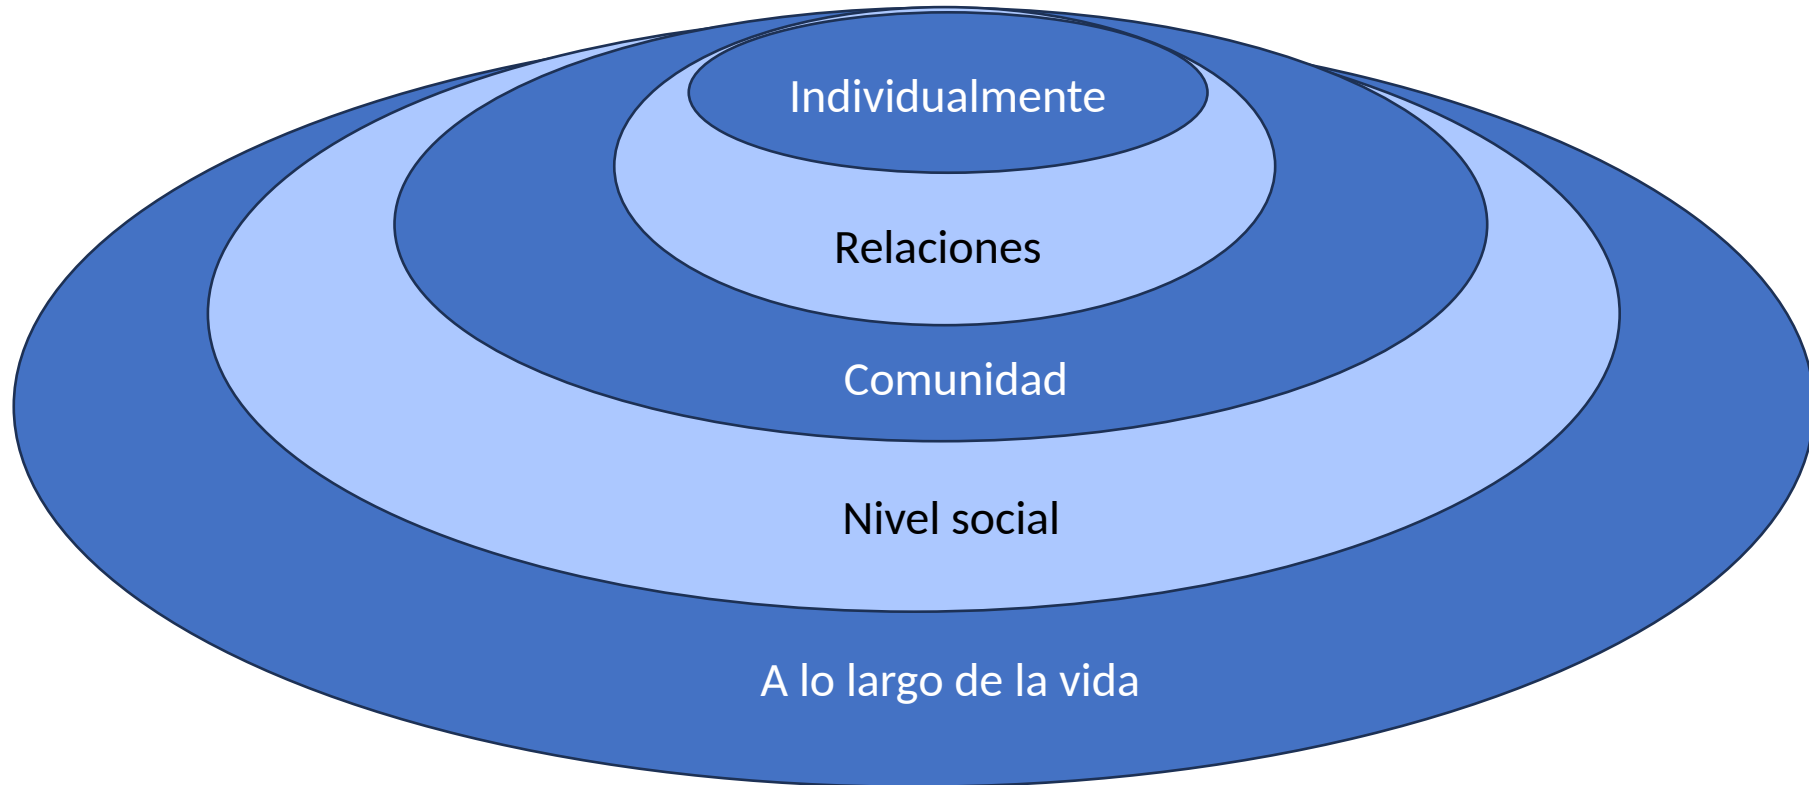 Individualmente
Relaciones
Comunidad
Nivel social
A lo largo de la vida